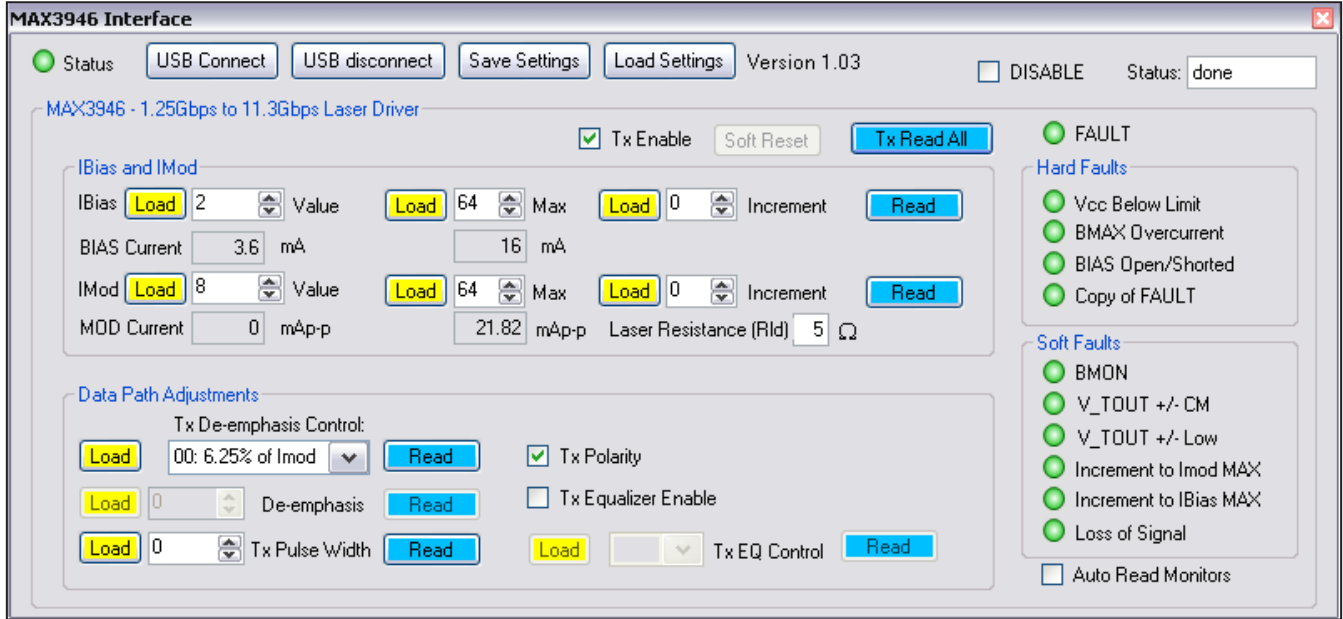 MAX3946 Interface
Status USB Connect USB disconnect Save Settings Load Settings Version 1.03 DISABLE Status: done
MAX3946 - 1.25Gbps to 11.3Gbps Laser Driver
Tx Enable Soft Reset Tx Read All FAULT
IBias and IMod
IBias Load 2 Value Load 64 Max Load 0 Increment Read
BIAS Current 3.6 mA 16 mA
IMod Load 8 Value Load 64 Max Load 0 Increment Read
MOD Current 0 mAp-p 21.82 mAp-p Laser Resistance (Rld) 5 Ω
Hard Faults
Vcc Below Limit
BMAX Overcurrent
BIAS Open/Shorted
Copy of FAULT
Data Path Adjustments
Tx De-emphasis Control:
Load 00: 6.25% of Imod Read Tx Polarity
Load 0 De-emphasis Read Tx Equalizer Enable
Load 0 Tx Pulse Width Read Load Tx EQ Control Read
Soft Faults
BMON
V_TOUT +/- CM
V_TOUT +/- Low
Increment to Imod MAX
Increment to IBias MAX
Loss of Signal
Auto Read Monitors